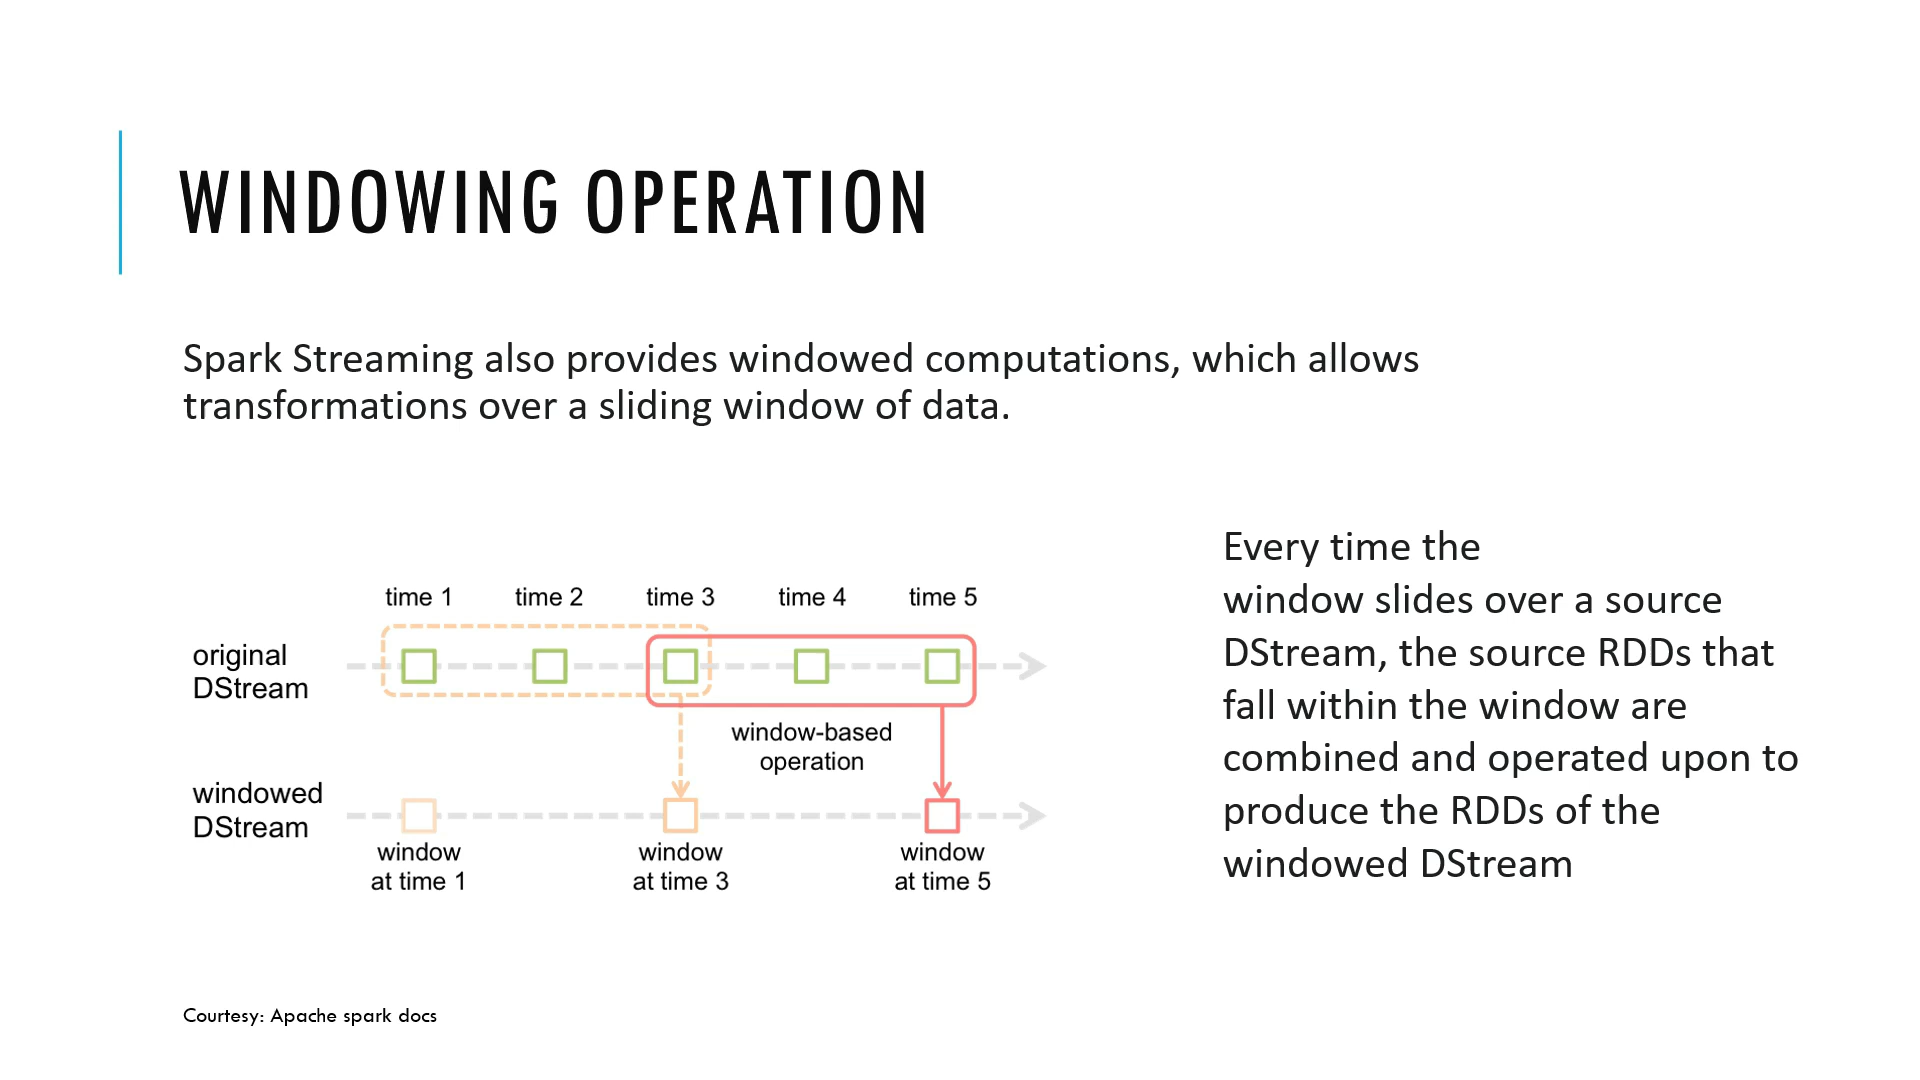 WINDOWING OPERATION
Spark Streaming also provides windowed computations, which allows
transformations over a sliding window of data.
time 1 time 2 time 3 time 4 time 5
original
DStream
window-based
operation
windowed
DStream
window
at time 1
window
at time 3
window
at time 5
Every time the
window slides over a source
DStream, the source RDDs that
fall within the window are
combined and operated upon to
produce the RDDs of the
windowed DStream
Courtesy: Apache spark docs